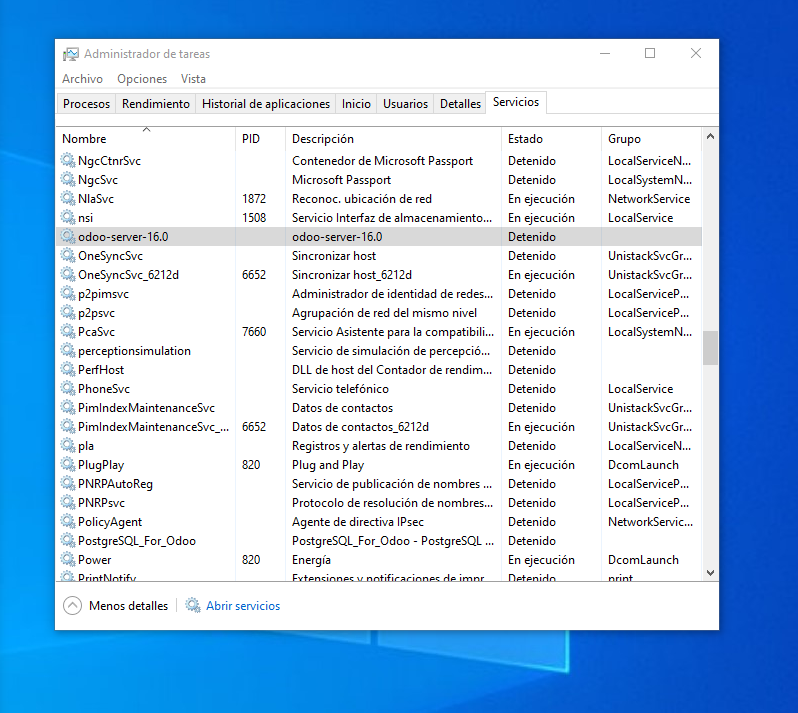 Administrador de tareas
Archivo Opciones Vista
Procesos Rendimiento Historial de aplicaciones Inicio Usuarios Detalles Servicios
Nombre PID Descripción Estado Grupo
NgcCtnrSvc Contenedor de Microsoft Passport Detenido LocalServiceN...
NgcSvc Microsoft Passport Detenido LocalSystemN...
NlaSvc 1872 Reconoc. ubicación de red En ejecución NetworkService
nsi 1508 Servicio Interfaz de almacenamiento... En ejecución LocalService
odoo-server-16.0 odoo-server-16.0 Detenido
OneSyncSvc Sincronizar host Detenido UnistackSvcGr...
OneSyncSvc_6212d 6652 Sincronizar host_6212d En ejecución UnistackSvcGr...
p2pimsvc Administrador de identidad de redes... Detenido LocalServiceP...
p2psvc Agrupación de red del mismo nivel Detenido LocalServiceP...
PcaSvc 7660 Servicio Asistente para la compatibili... En ejecución LocalSystemN...
perceptionsimulation Servicio de simulación de percepció... Detenido
PerfHost DLL de host del Contador de rendim... Detenido
PhoneSvc Servicio telefónico Detenido LocalService
PimIndexMaintenanceSvc Datos de contactos Detenido UnistackSvcGr...
PimIndexMaintenanceSvc_... 6652 Datos de contactos_6212d En ejecución UnistackSvcGr...
pla Registros y alertas de rendimiento Detenido LocalServiceN...
PlugPlay 820 Plug and Play En ejecución DcomLaunch
PNRPAutoReg Servicio de publicación de nombres ... Detenido LocalServiceP...
PNRPsvc Protocolo de resolución de nombres... Detenido LocalServiceP...
PolicyAgent Agente de directiva IPsec Detenido NetworkServic...
PostgreSQL_For_Odoo PostgreSQL_For_Odoo - PostgreSQL ... Detenido
Power 820 Energía En ejecución DcomLaunch
PrintNotify Extensiones y notificaciones de impr... Detenido print
Menos detalles Abrir servicios